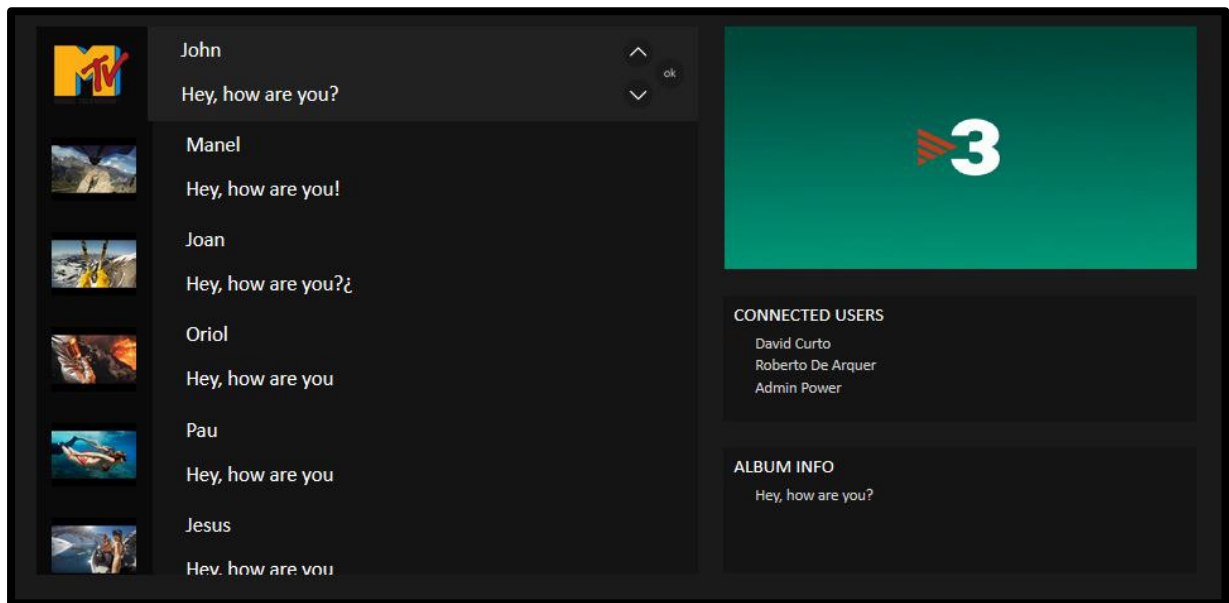 MTV
John
Hey, how are you?
ok
Manel
Hey, how are you!
Joan
Hey, how are you?¿
Oriol
Hey, how are you
Pau
Hey, how are you
Jesus
Hey, how are you
3
CONNECTED USERS
David Curto
Roberto De Arquer
Admin Power
ALBUM INFO
Hey, how are you?